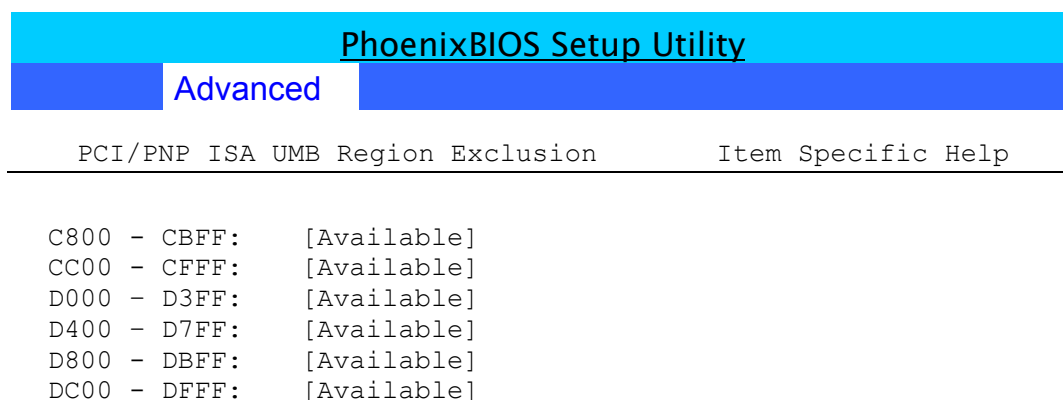 PhoenixBIOS Setup Utility
Advanced
PCI/PNP ISA UMB Region Exclusion Item Specific Help
C800 - CBFF: [Available]
CC00 - CFFF: [Available]
D000 – D3FF: [Available]
D400 – D7FF: [Available]
D800 - DBFF: [Available]
DC00 - DFFF: [Available]